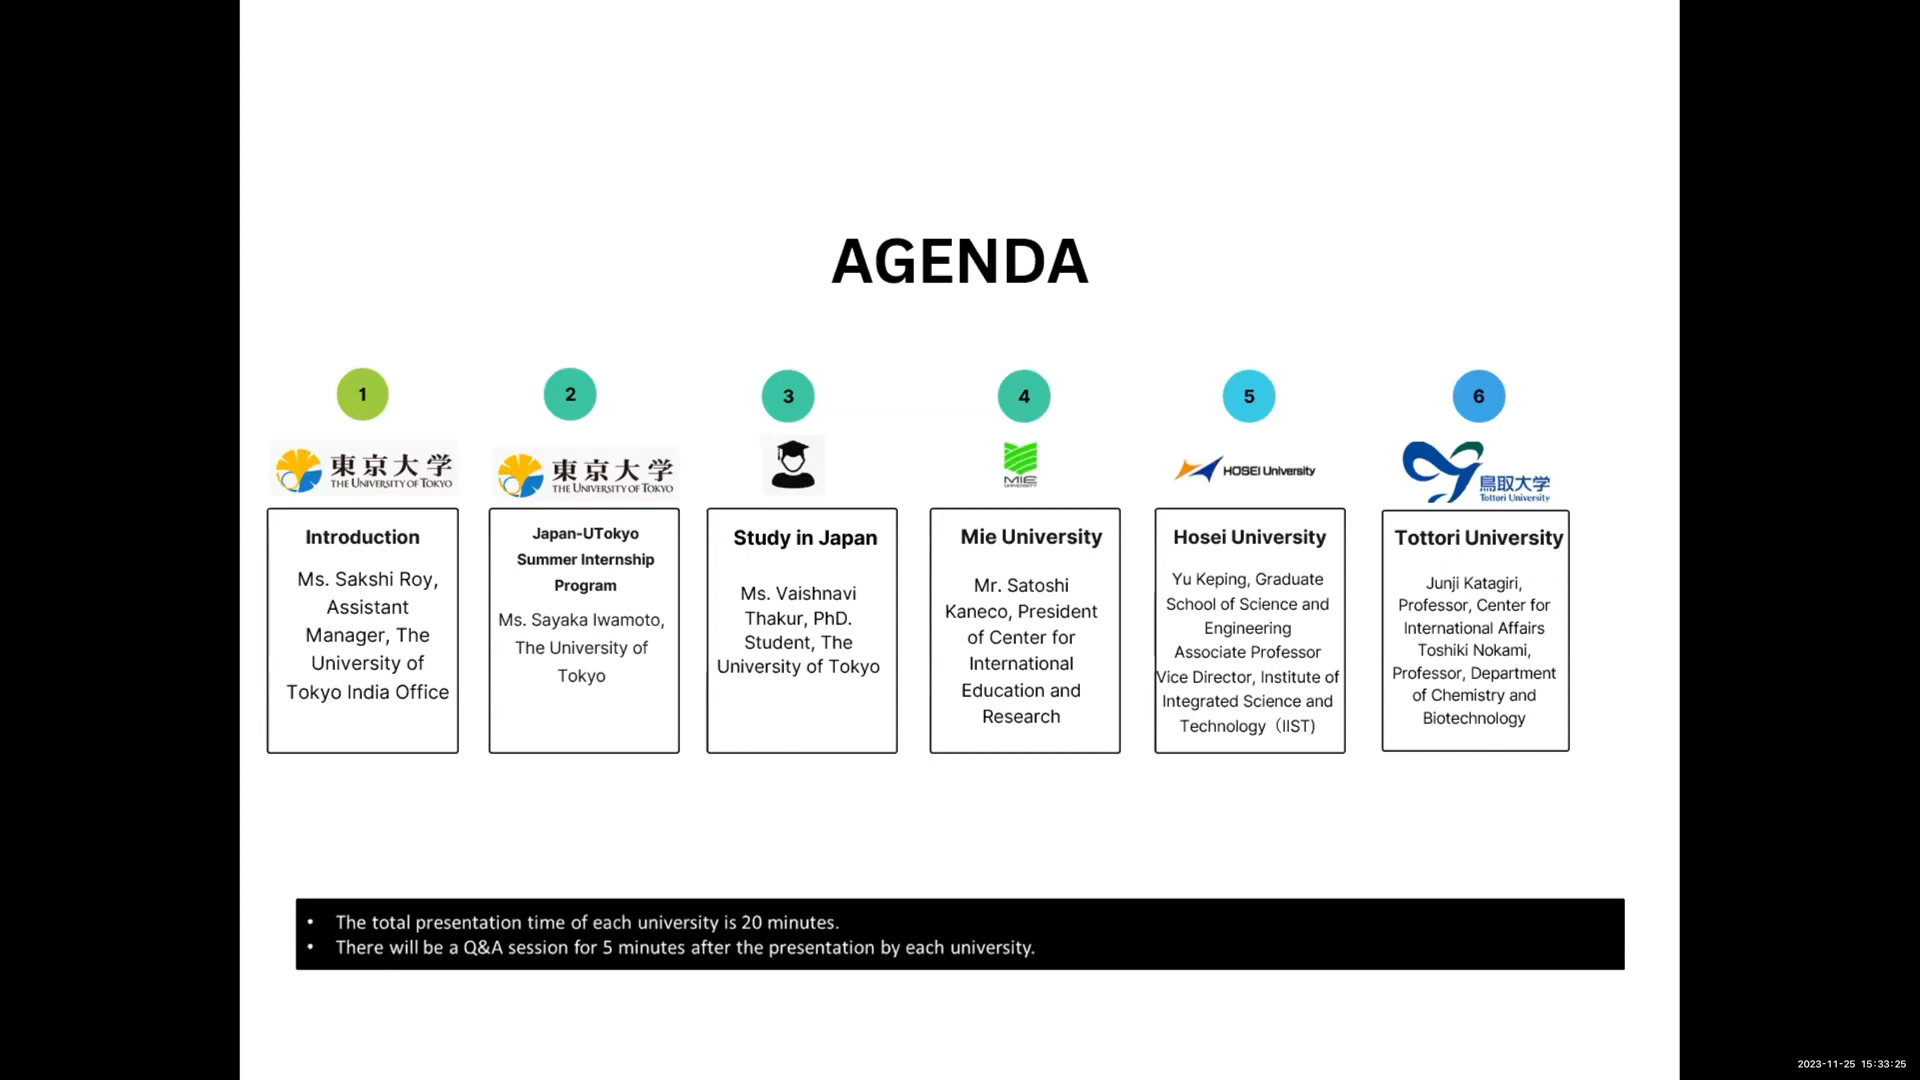 AGENDA
1
東京大学
THE UNIVERSITY OF TOKYO
Introduction
Ms. Sakshi Roy,
Assistant
Manager, The
University of
Tokyo India Office
2
東京大学
THE UNIVERSITY OF TOKYO
Japan-UTokyo
Summer Internship
Program
Ms. Sayaka Iwamoto,
The University of
Tokyo
3
Study in Japan
Ms. Vaishnavi
Thakur, PhD.
Student, The
University of Tokyo
4
MIE
UNIVERSITY
Mie University
Mr. Satoshi
Kaneco, President
of Center for
International
Education and
Research
5
HOSEI University
Hosei University
Yu Keping, Graduate
School of Science and
Engineering
Associate Professor
Vice Director, Institute of
Integrated Science and
Technology（IIST)
6
鳥取大学
Tottori University
Tottori University
Junji Katagiri,
Professor, Center for
International Affairs
Toshiki Nokami,
Professor, Department
of Chemistry and
Biotechnology
• The total presentation time of each university is 20 minutes.
• There will be a Q&A session for 5 minutes after the presentation by each university.
2023-11-25 15:33:25